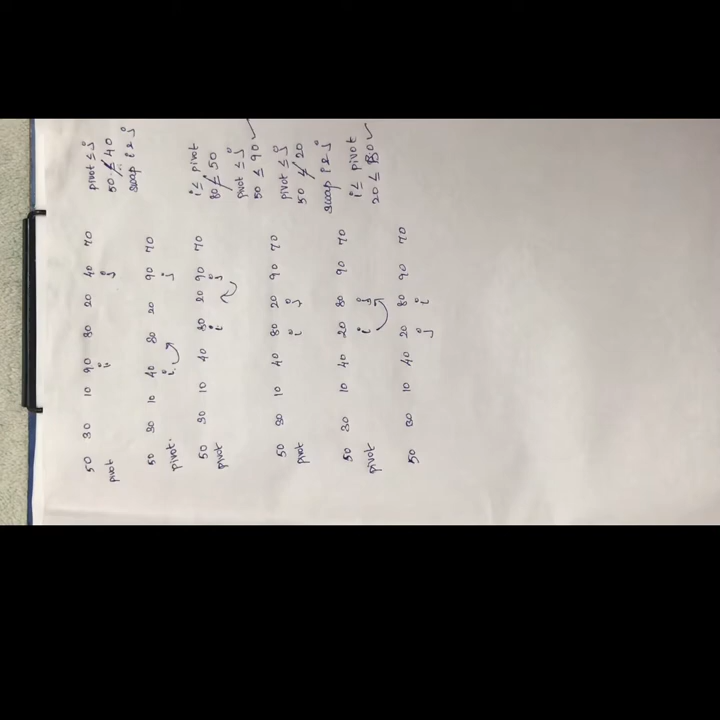 50 30 10 90 80 20 40 70
pivot i j
pivot ≤ j
50 ≰ 40
swap i & j
50 30 10 40 80 20 90 70
pivot. i. j
50 30 10 40 80 20 90 70
pivot i j
i ≤ pivot
80 ≰ 50
pivot ≤ j
50 ≤ 90 ✓
50 30 10 40 80 20 90 70
pivot i j
pivot ≤ j
50 ≰ 20
swap i & j
50 30 10 40 20 80 90 70
pivot i j
i ≤ pivot
20 ≤ 50 ✓
50 30 10 40 20 80 90 70
j i